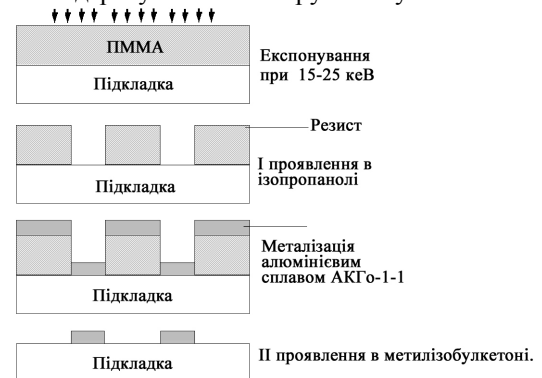 ПММА
Підкладка
Експонування
при 15-25 кеВ
Резист
І проявлення в
ізопропанолі
Підкладка
Металізація
алюмінієвим
сплавом АКГо-1-1
Підкладка
ІІ проявлення в метилізобулкетоні.
Підкладка